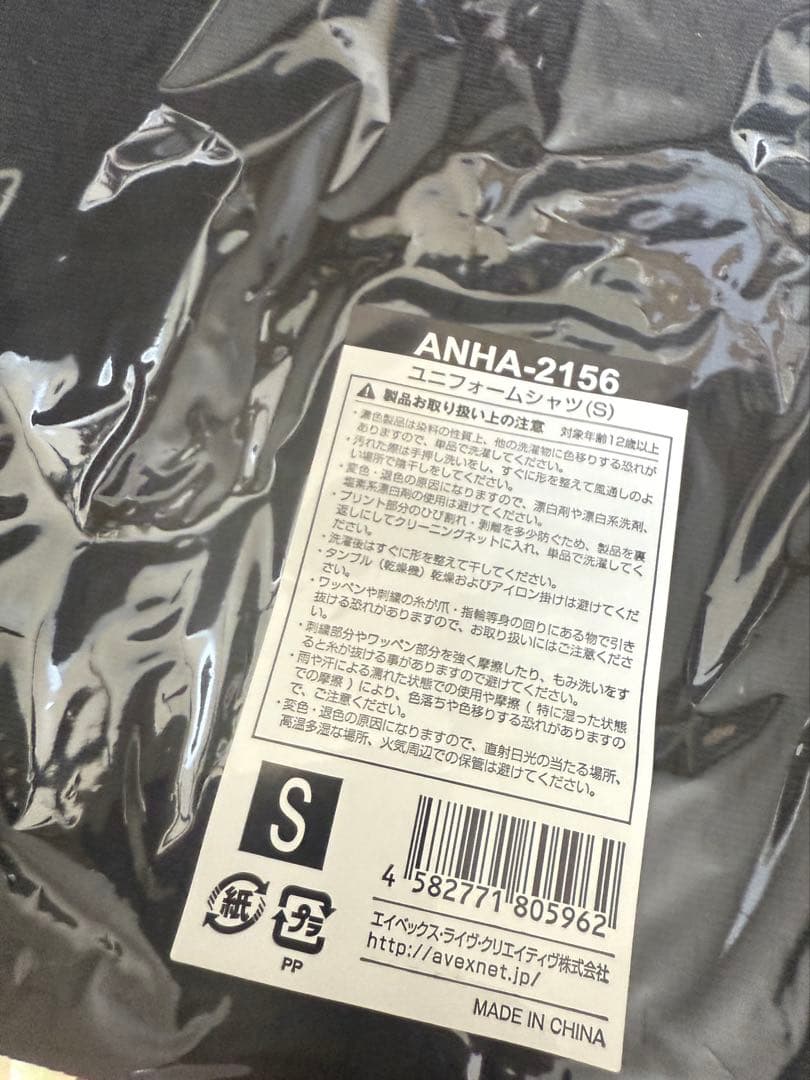 ANHA-2156
ユニフォームシャツ(S)
⚠ 製品お取り扱い上の注意 対象年齢12歳以上
・濃色製品は染料の性質上、他の洗濯物に色移りする恐れが
ありますので、単品で洗濯してください。
・汚れた際は手押し洗いをし、すぐに形を整えて風通しのよ
い場所で陰干しをしてください。
・変色・退色の原因になりますので、漂白剤や漂白系洗剤、
塩素系漂白剤の使用は避けてください。
・プリント部分のひび割れ・剥離を多少防ぐため、製品を裏
返しにしてクリーニングネットに入れ、単品で洗濯してく
ださい。
・洗濯後はすぐに形を整えて干してください。
・タンブル（乾燥機）乾燥およびアイロン掛けは避けてくだ
さい。
・ワッペンや刺繍の糸が爪・指輪等身の回りにある物で引き
抜ける恐れがありますので、お取り扱いにはご注意くださ
い。
・刺繍部分やワッペン部分を強く摩擦したり、もみ洗いをす
ると糸が抜ける事がありますので避けてください。
・雨や汗による濡れた状態での使用や摩擦（特に湿った状態
での摩擦）により、色落ちや色移りする恐れがありますの
で、ご注意ください。
・変色・退色の原因になりますので、直射日光の当たる場所、
高温多湿な場所、火気周辺での保管は避けてください。
S
4 582771 805962
紙
プラ
PP
エイベックス・ライヴ・クリエイティヴ株式会社
http://avexnet.jp/
MADE IN CHINA